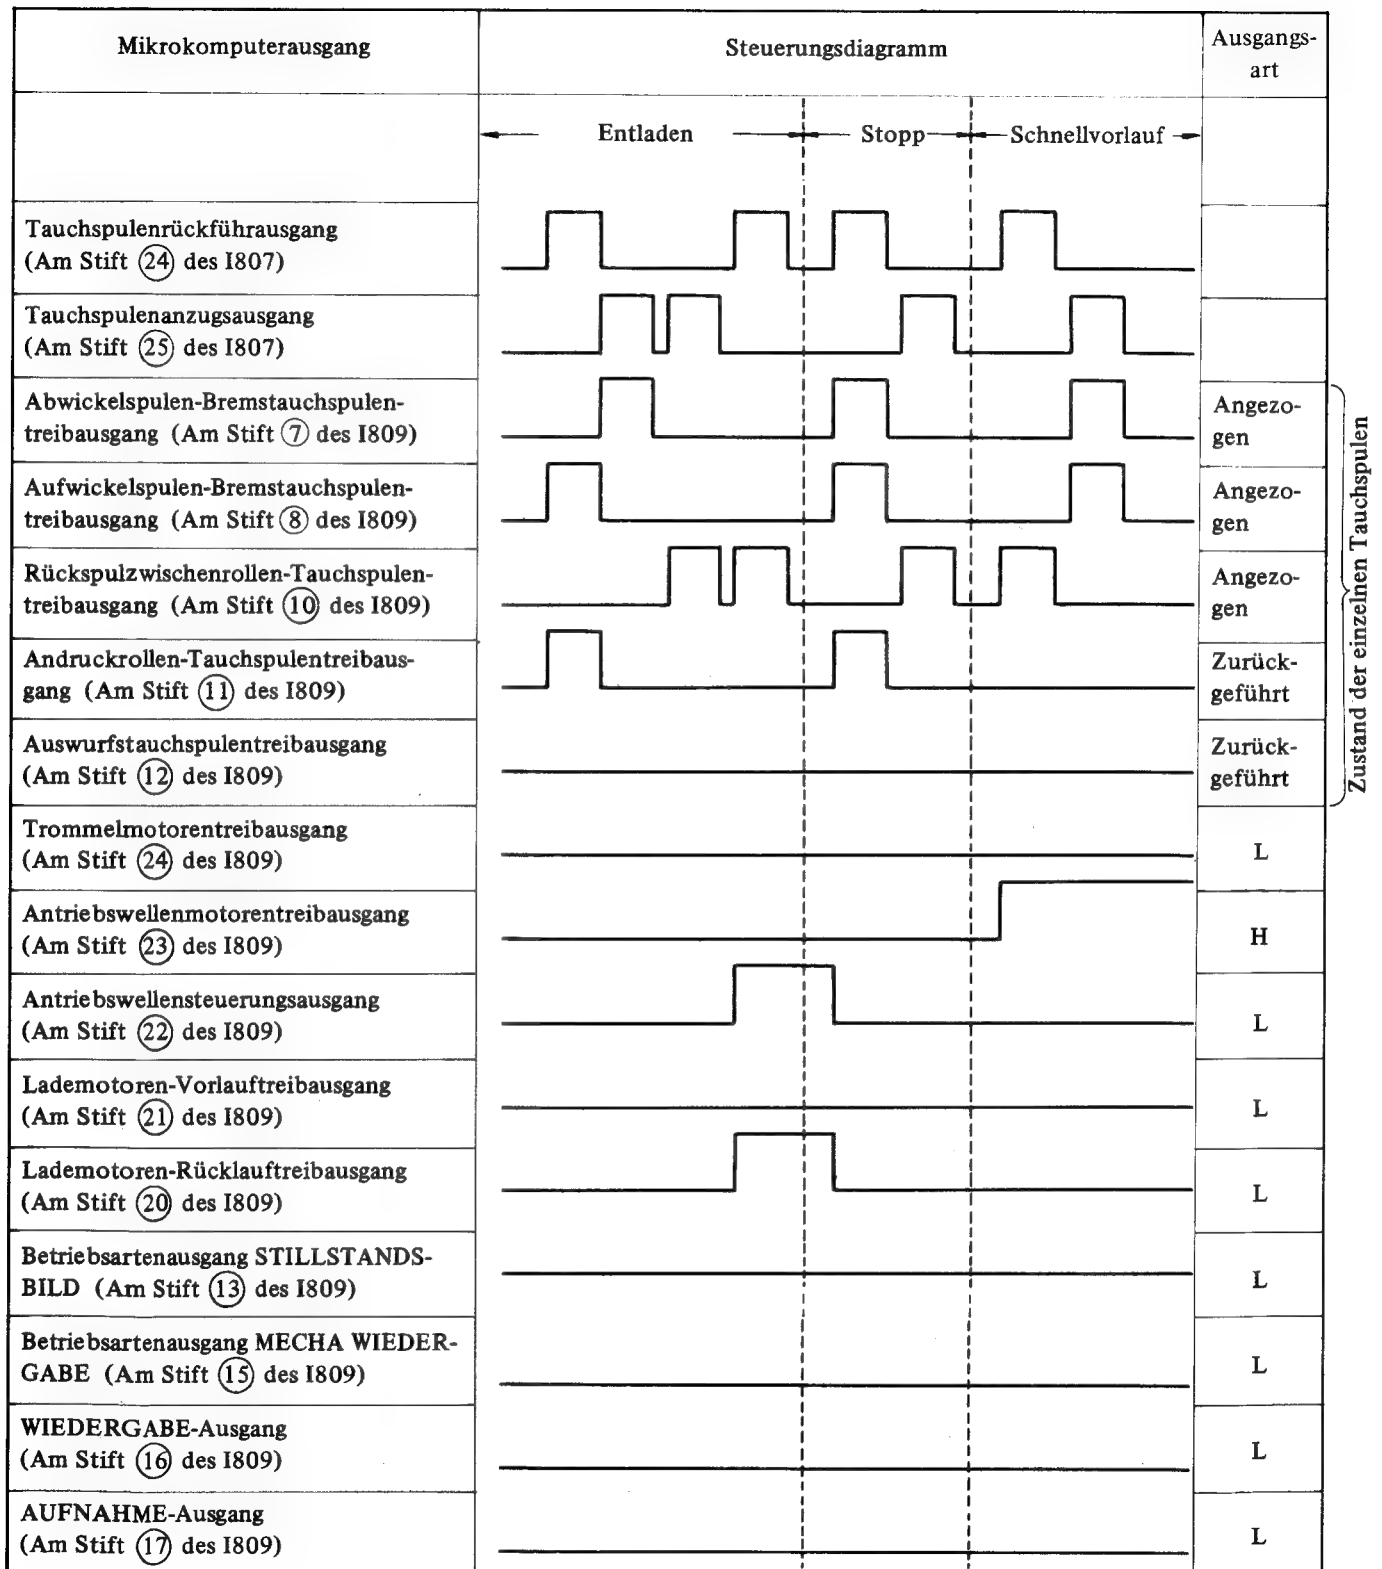 Mikrokomputerausgang
Steuerungsdiagramm
Ausgangs-
art
Entladen
Stopp
Schnellvorlauf
Tauchspulenrückführausgang
(Am Stift 24 des I807)
Tauchspulenanzugsausgang
(Am Stift 25 des I807)
Abwickelspulen-Bremstauchspulen-
treibausgang (Am Stift 7 des I809)
Angezo-
gen
Aufwickelspulen-Bremstauchspulen-
treibausgang (Am Stift 8 des I809)
Angezo-
gen
Rückspulzwischenrollen-Tauchspulen-
treibausgang (Am Stift 10 des I809)
Angezo-
gen
Andruckrollen-Tauchspulentreibaus-
gang (Am Stift 11 des I809)
Zurück-
geführt
Auswurfstauchspulentreibausgang
(Am Stift 12 des I809)
Zurück-
geführt
Zustand der einzelnen Tauchspulen
Trommelmotorentreibausgang
(Am Stift 24 des I809)
L
Antriebswellenmotorentreibausgang
(Am Stift 23 des I809)
H
Antriebswellensteuerungsausgang
(Am Stift 22 des I809)
L
Lademotoren-Vorlauftreibausgang
(Am Stift 21 des I809)
L
Lademotoren-Rücklauftreibausgang
(Am Stift 20 des I809)
L
Betriebsartenausgang STILLSTANDS-
BILD (Am Stift 13 des I809)
L
Betriebsartenausgang MECHA WIEDER-
GABE (Am Stift 15 des I809)
L
WIEDERGABE-Ausgang
(Am Stift 16 des I809)
L
AUFNAHME-Ausgang
(Am Stift 17 des I809)
L